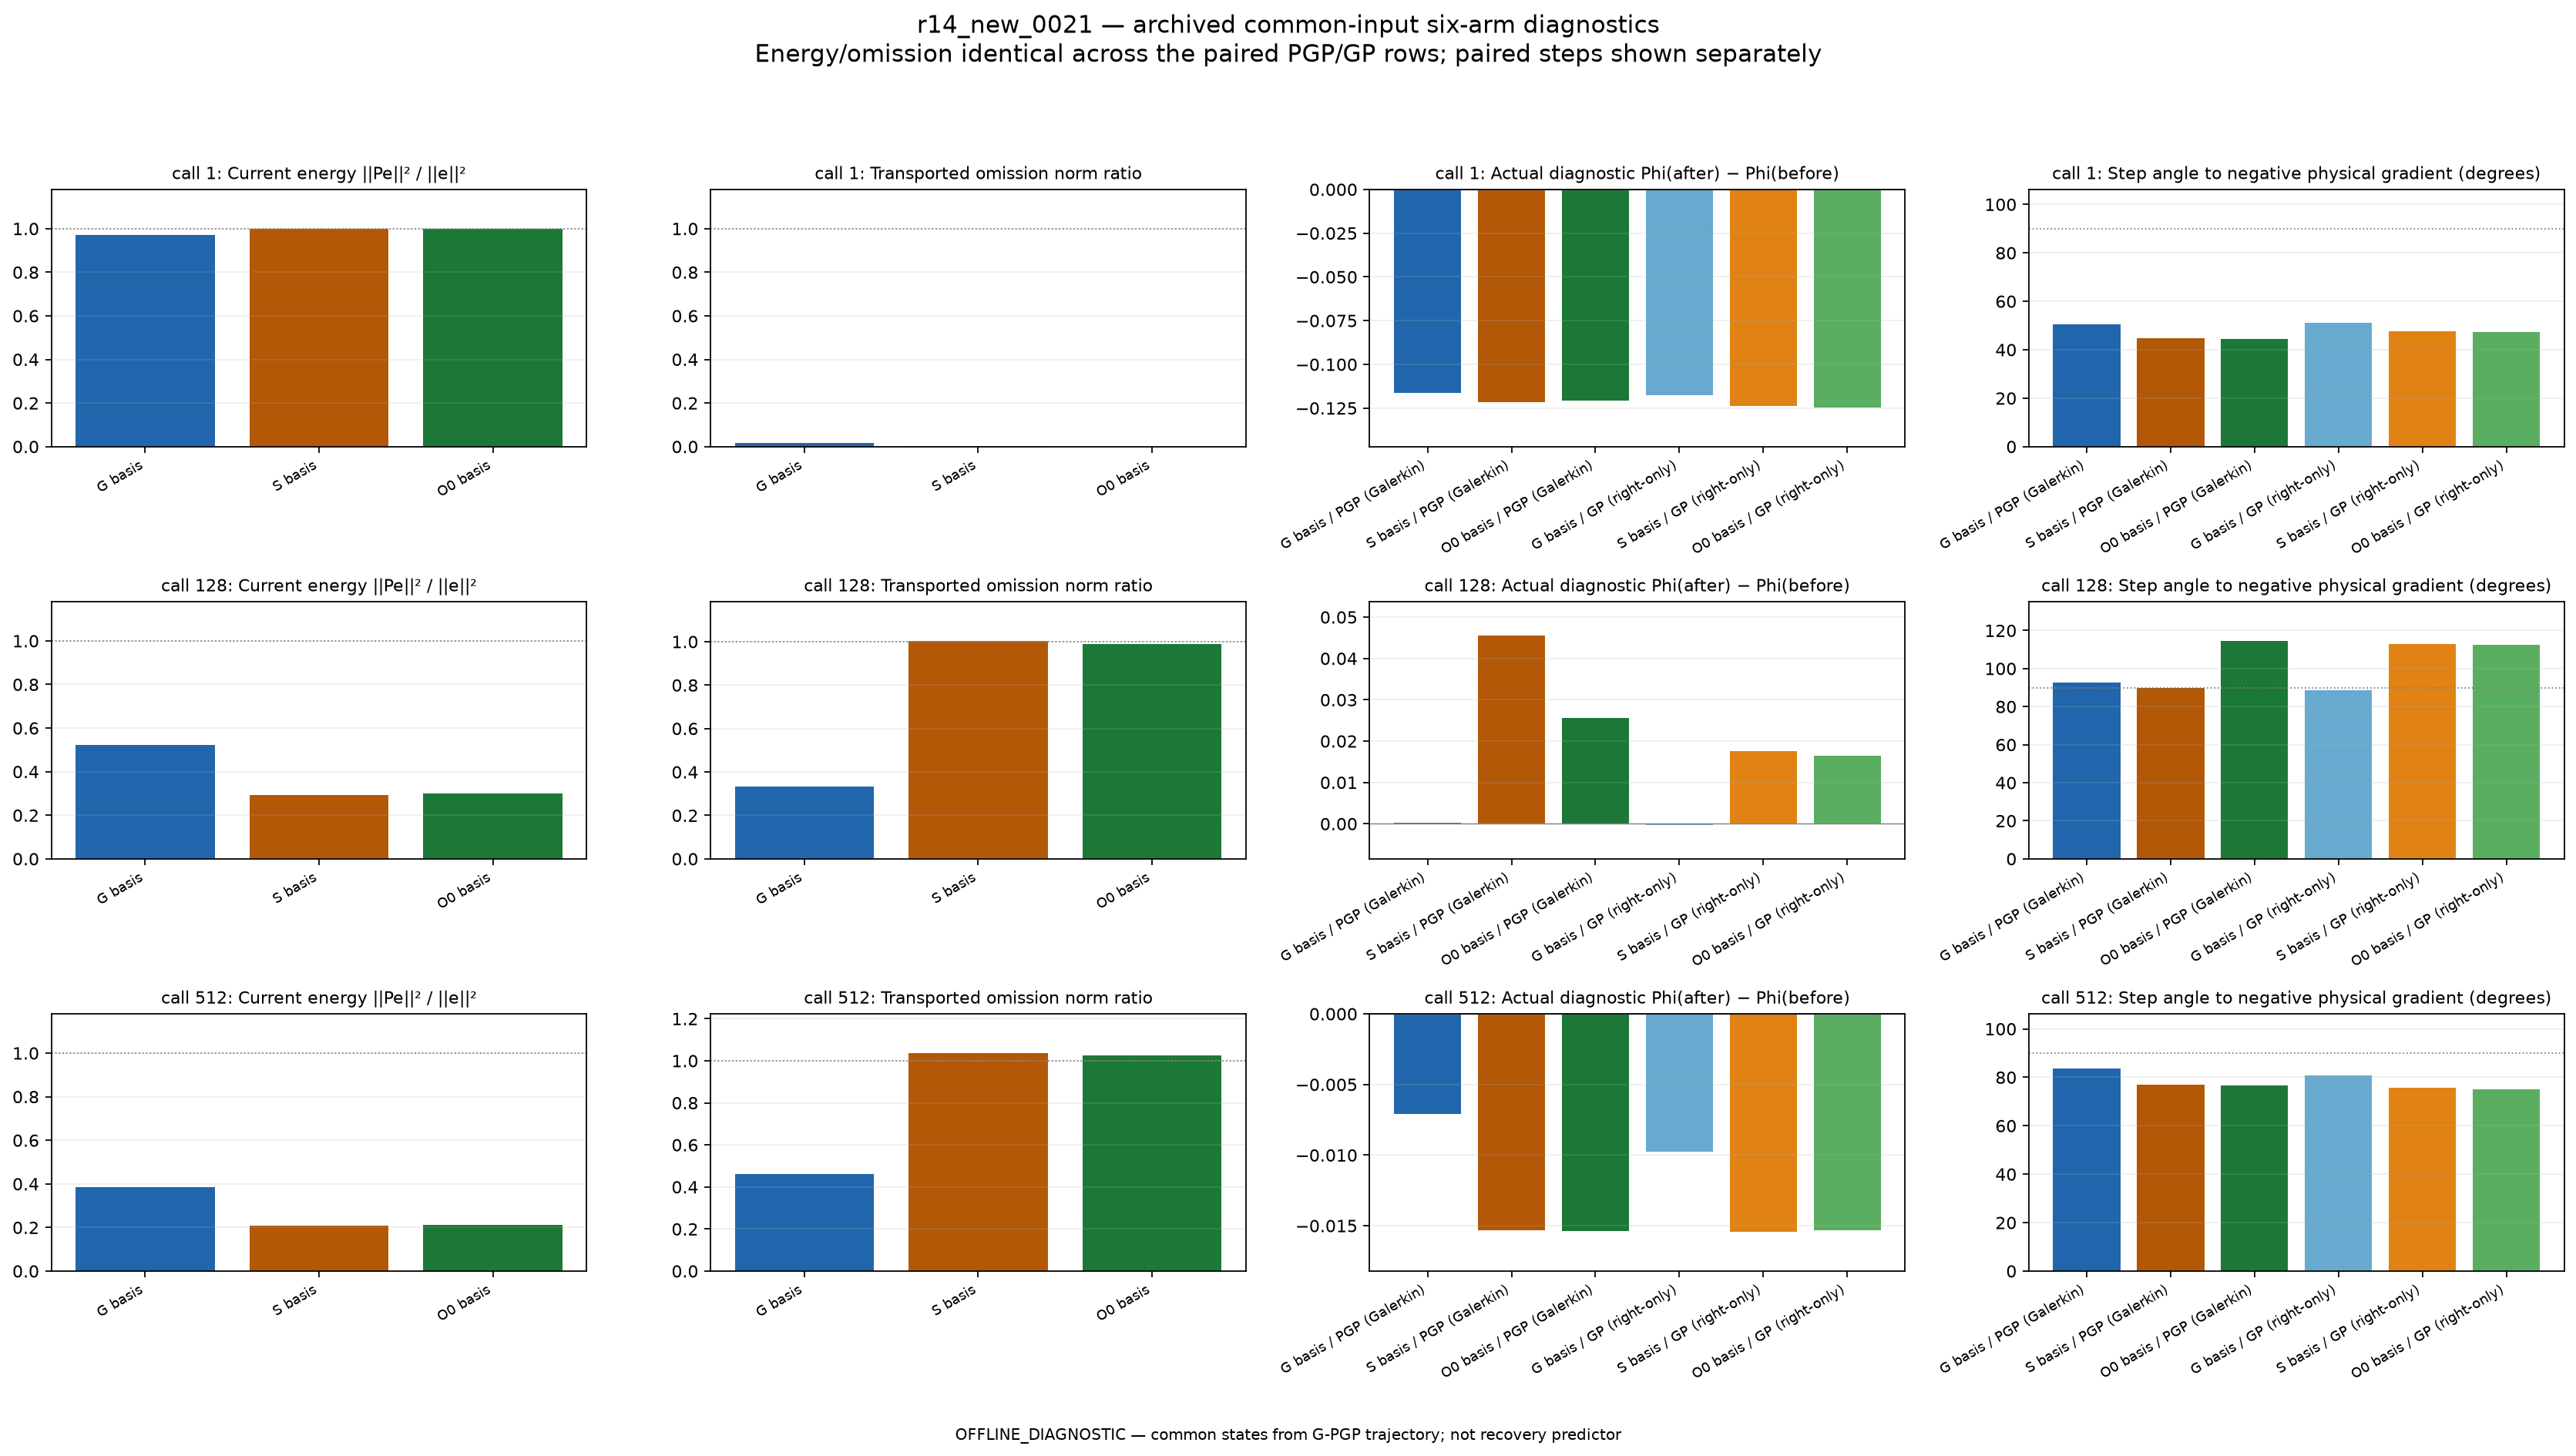 r14_new_0021 — archived common-input six-arm diagnostics
Energy/omission identical across the paired PGP/GP rows; paired steps shown separately
call 1: Current energy ||Pe||² / ||e||²
1.0
0.8
0.6
0.4
0.2
0.0
G basis
S basis
O0 basis
call 1: Transported omission norm ratio
1.0
0.8
0.6
0.4
0.2
0.0
G basis
S basis
O0 basis
call 1: Actual diagnostic Phi(after) − Phi(before)
0.000
−0.025
−0.050
−0.075
−0.100
−0.125
G basis / PGP (Galerkin)
S basis / PGP (Galerkin)
O0 basis / PGP (Galerkin)
G basis / GP (right-only)
S basis / GP (right-only)
O0 basis / GP (right-only)
call 1: Step angle to negative physical gradient (degrees)
100
80
60
40
20
0
G basis / PGP (Galerkin)
S basis / PGP (Galerkin)
O0 basis / PGP (Galerkin)
G basis / GP (right-only)
S basis / GP (right-only)
O0 basis / GP (right-only)
call 128: Current energy ||Pe||² / ||e||²
1.0
0.8
0.6
0.4
0.2
0.0
G basis
S basis
O0 basis
call 128: Transported omission norm ratio
1.0
0.8
0.6
0.4
0.2
0.0
G basis
S basis
O0 basis
call 128: Actual diagnostic Phi(after) − Phi(before)
0.05
0.04
0.03
0.02
0.01
0.00
G basis / PGP (Galerkin)
S basis / PGP (Galerkin)
O0 basis / PGP (Galerkin)
G basis / GP (right-only)
S basis / GP (right-only)
O0 basis / GP (right-only)
call 128: Step angle to negative physical gradient (degrees)
120
100
80
60
40
20
0
G basis / PGP (Galerkin)
S basis / PGP (Galerkin)
O0 basis / PGP (Galerkin)
G basis / GP (right-only)
S basis / GP (right-only)
O0 basis / GP (right-only)
call 512: Current energy ||Pe||² / ||e||²
1.0
0.8
0.6
0.4
0.2
0.0
G basis
S basis
O0 basis
call 512: Transported omission norm ratio
1.2
1.0
0.8
0.6
0.4
0.2
0.0
G basis
S basis
O0 basis
call 512: Actual diagnostic Phi(after) − Phi(before)
0.000
−0.005
−0.010
−0.015
G basis / PGP (Galerkin)
S basis / PGP (Galerkin)
O0 basis / PGP (Galerkin)
G basis / GP (right-only)
S basis / GP (right-only)
O0 basis / GP (right-only)
call 512: Step angle to negative physical gradient (degrees)
100
80
60
40
20
0
G basis / PGP (Galerkin)
S basis / PGP (Galerkin)
O0 basis / PGP (Galerkin)
G basis / GP (right-only)
S basis / GP (right-only)
O0 basis / GP (right-only)
OFFLINE_DIAGNOSTIC — common states from G-PGP trajectory; not recovery predictor